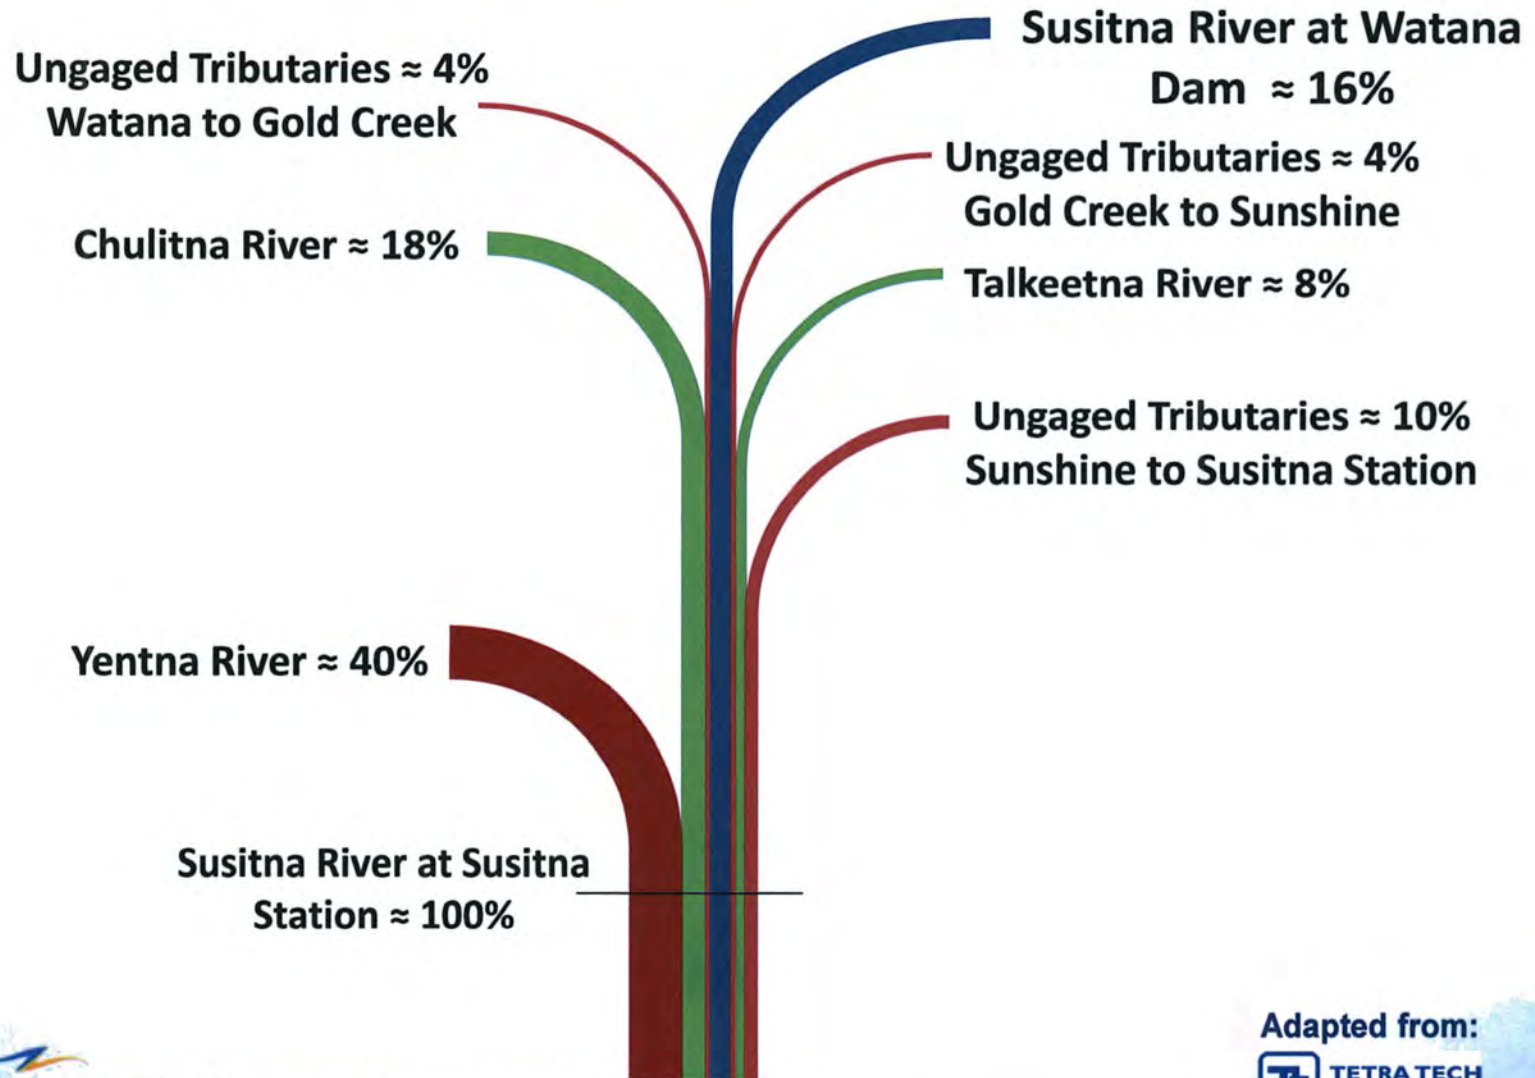 Susitna River at Watana
Dam ≈ 16%
Ungaged Tributaries ≈ 4%
Watana to Gold Creek
Ungaged Tributaries ≈ 4%
Gold Creek to Sunshine
Chulitna River ≈ 18%
Talkeetna River ≈ 8%
Ungaged Tributaries ≈ 10%
Sunshine to Susitna Station
Yentna River ≈ 40%
Susitna River at Susitna
Station ≈ 100%
Adapted from:
TETRA TECH